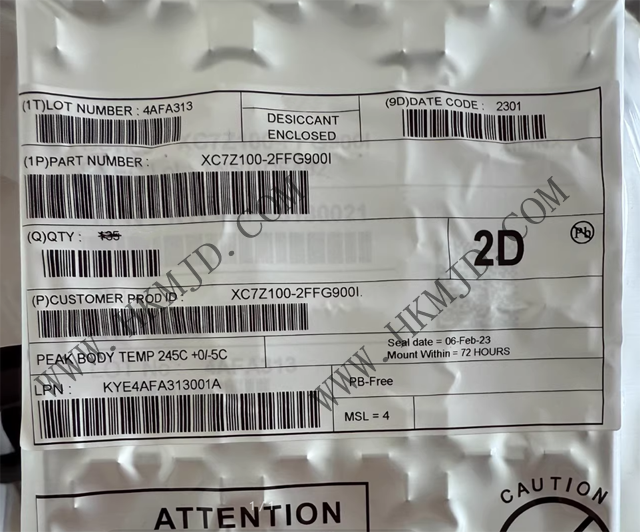 (1T)LOT NUMBER : 4AFA313
DESICCANT
ENCLOSED
(9D)DATE CODE : 2301
(1P)PART NUMBER : XC7Z100-2FFG900I
(Q)QTY : 135
2D
Pb
(P)CUSTOMER PROD ID : XC7Z100-2FFG900I.
PEAK BODY TEMP 245C +0/-5C
Seal date = 06-Feb-23
Mount Within = 72 HOURS
LPN : KYE4AFA313001A
PB-Free
MSL = 4
ATTENTION
CAUTION
WWW.HKMJD.COM
WWW.HKMJD.COM